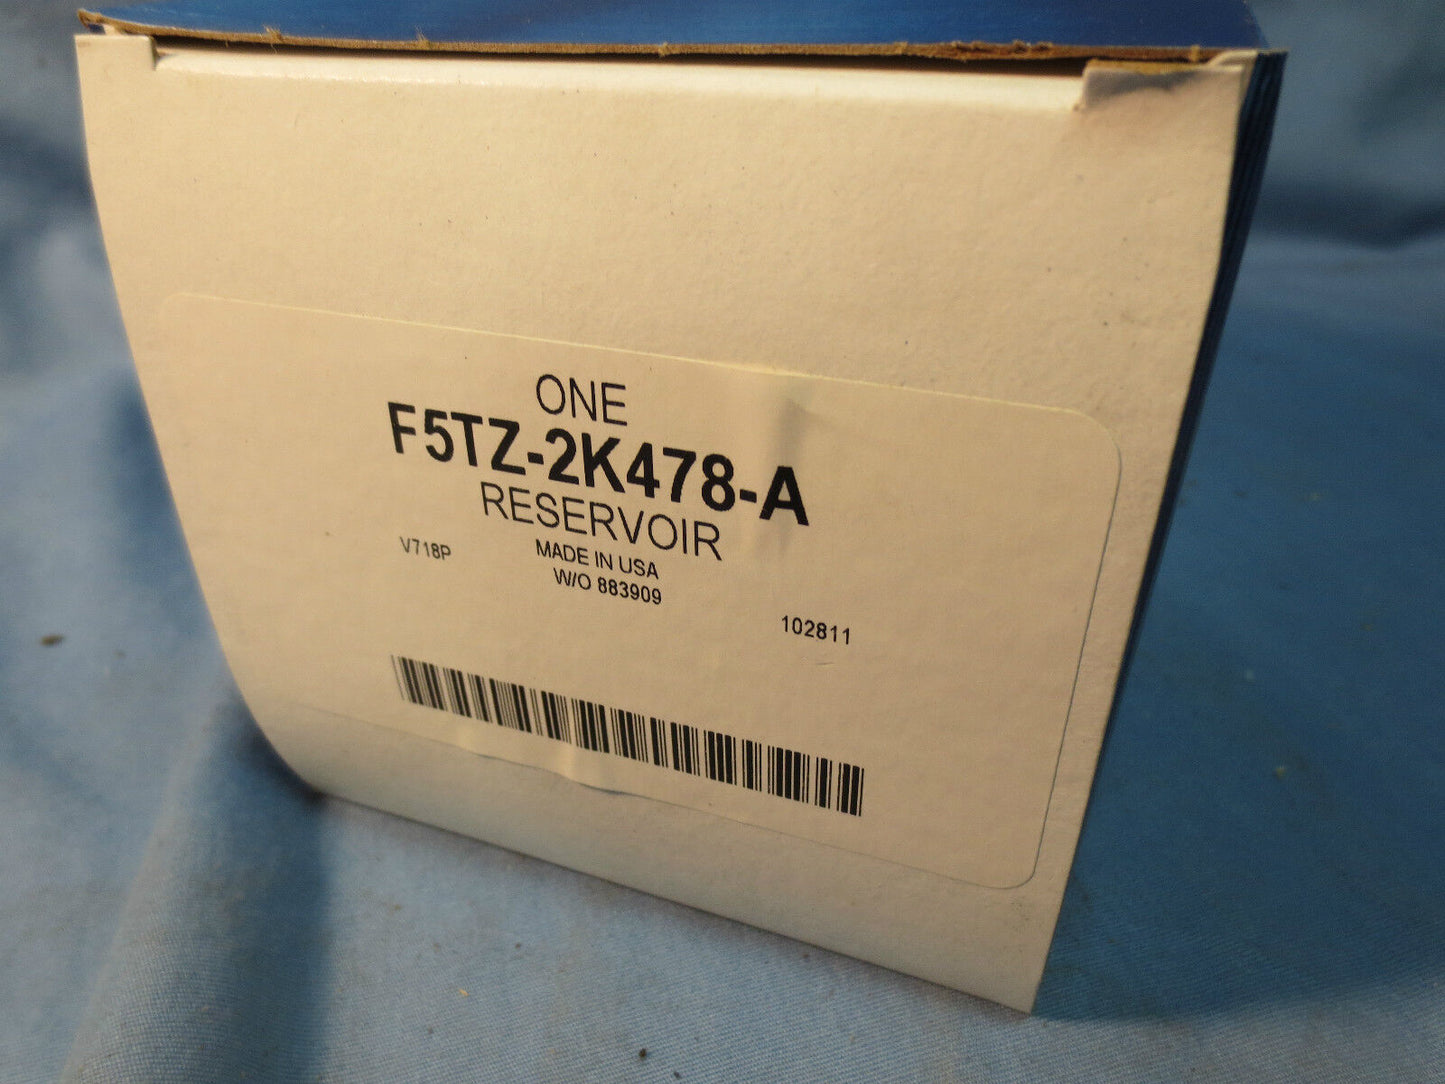 ONE
F5TZ-2K478-A
RESERVOIR
V718P
MADE IN USA
W/O 883909
102811